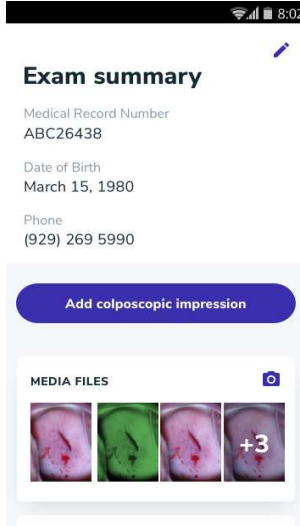 8:02
Exam summary
Medical Record Number
ABC26438
Date of Birth
March 15, 1980
Phone
(929) 269 5990
Add colposcopic impression
MEDIA FILES
+3